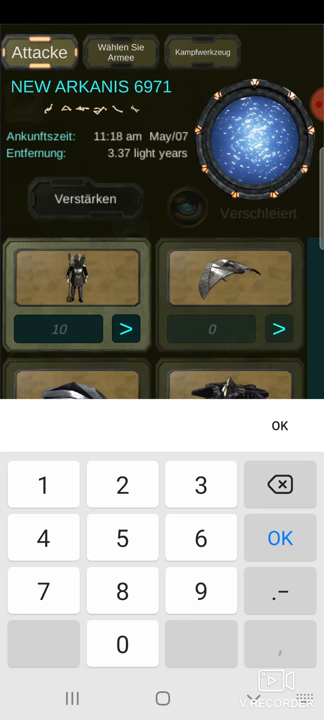 Attacke
Wählen Sie
Armee
Kampfwerkzeug
NEW ARKANIS 6971
Ankunftszeit: 11:18 am May/07
Entfernung: 3.37 light years
Verstärken
Verschleiert
10 > 0 >
OK
1 2 3
4 5 6 OK
7 8 9 .-
0 ,
V RECORDER